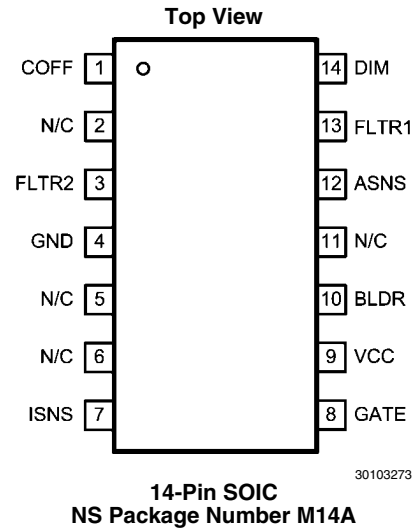 Top View
COFF 1 14 DIM
N/C 2 13 FLTR1
FLTR2 3 12 ASNS
GND 4 11 N/C
N/C 5 10 BLDR
N/C 6 9 VCC
ISNS 7 8 GATE
30103273
14-Pin SOIC
NS Package Number M14A